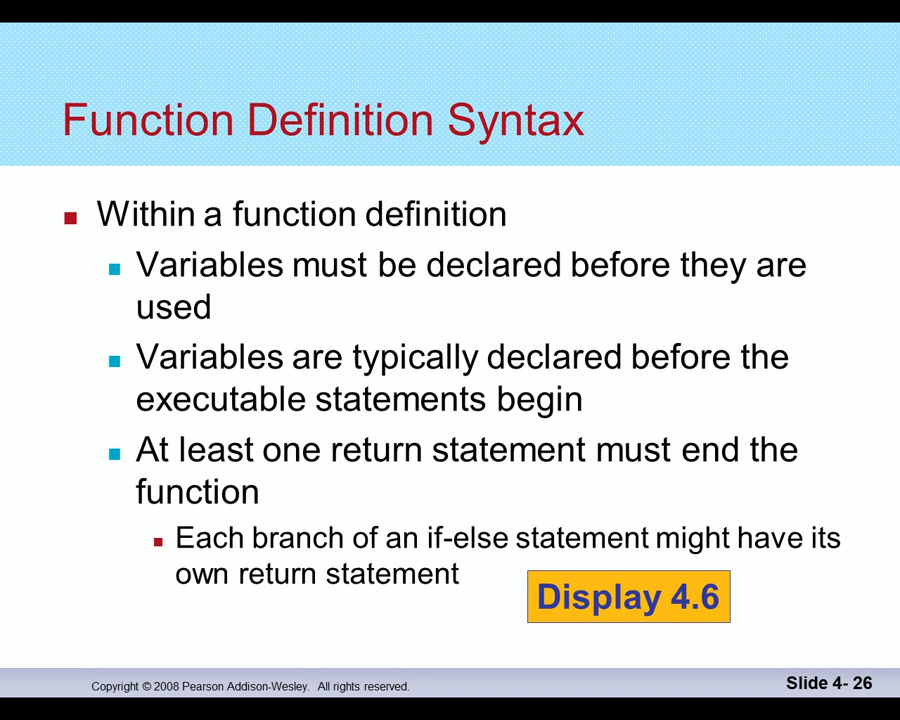 Function Definition Syntax
Within a function definition
Variables must be declared before they are
used
Variables are typically declared before the
executable statements begin
At least one return statement must end the
function
Each branch of an if-else statement might have its
own return statement
Display 4.6
Copyright © 2008 Pearson Addison-Wesley. All rights reserved.
Slide 4- 26